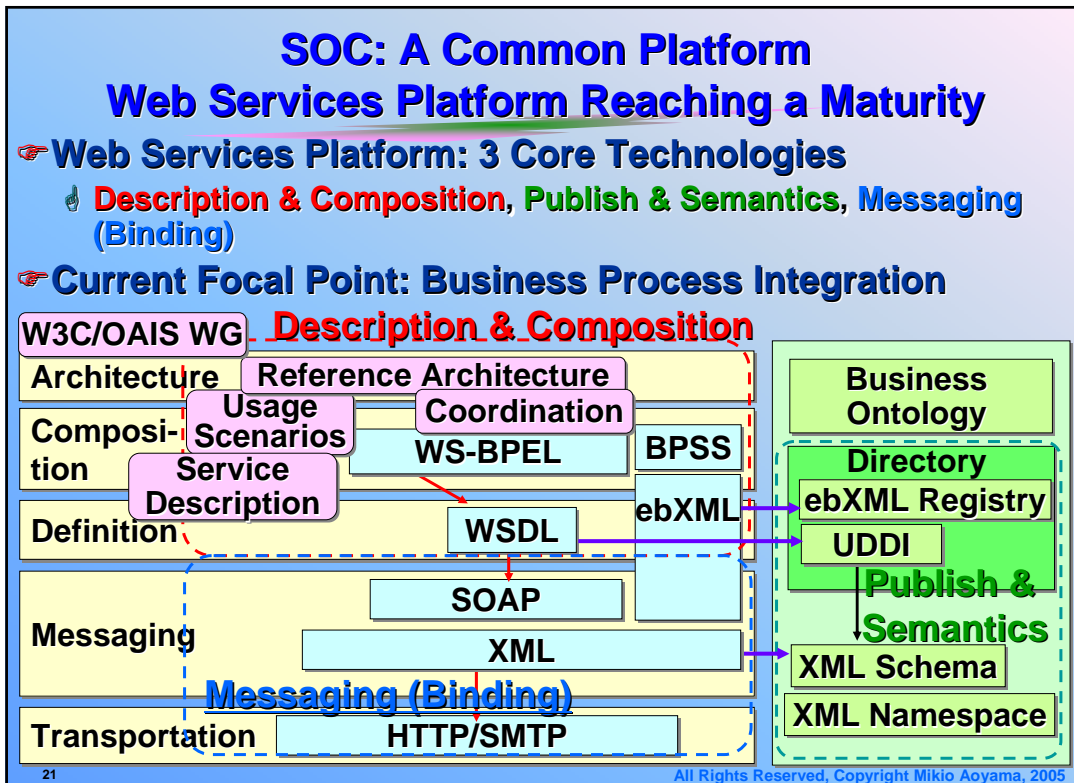 SOC: A Common Platform
Web Services Platform Reaching a Maturity
Web Services Platform: 3 Core Technologies
Description & Composition, Publish & Semantics, Messaging
(Binding)
Current Focal Point: Business Process Integration
W3C/OAIS WG
Description & Composition
Architecture
Reference Architecture
Usage
Scenarios
Coordination
Composi-
tion
WS-BPEL
BPSS
Service
Description
Definition
WSDL
ebXML
Messaging
SOAP
XML
Messaging (Binding)
Transportation
HTTP/SMTP
Business
Ontology
Directory
ebXML Registry
UDDI
Publish &
Semantics
XML Schema
XML Namespace
21
All Rights Reserved, Copyright Mikio Aoyama, 2005